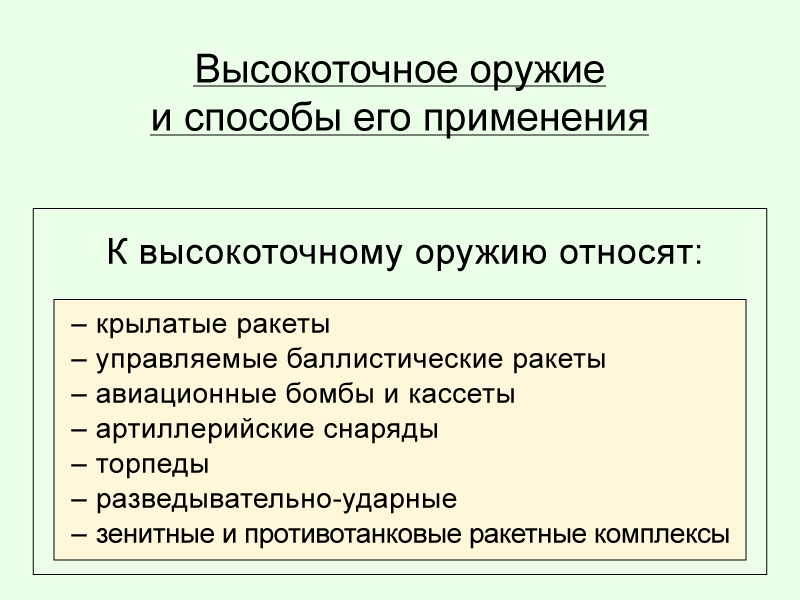 Высокоточное оружие
и способы его применения
К высокоточному оружию относят:
– крылатые ракеты
– управляемые баллистические ракеты
– авиационные бомбы и кассеты
– артиллерийские снаряды
– торпеды
– разведывательно-ударные
– зенитные и противотанковые ракетные комплексы